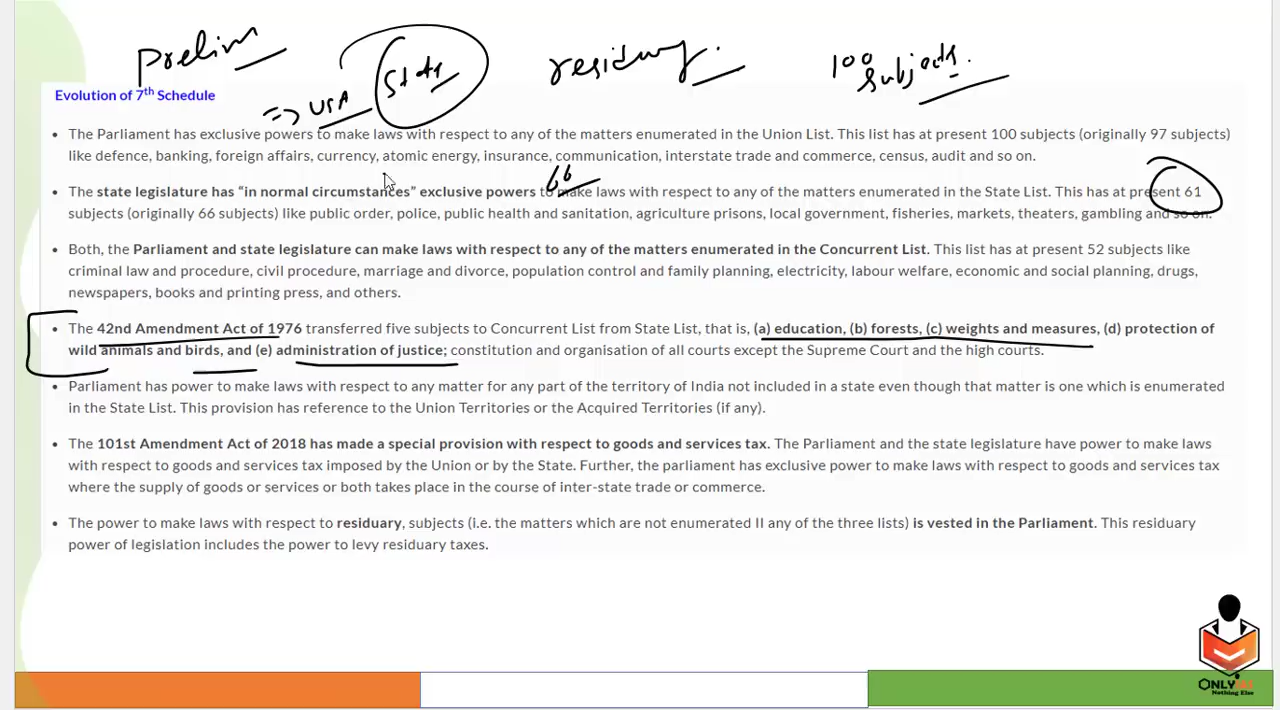 Prelim
States
=> USA
residuary.
100 subjects.
Evolution of 7th Schedule
• The Parliament has exclusive powers to make laws with respect to any of the matters enumerated in the Union List. This list has at present 100 subjects (originally 97 subjects)
like defence, banking, foreign affairs, currency, atomic energy, insurance, communication, interstate trade and commerce, census, audit and so on.
66
• The state legislature has “in normal circumstances” exclusive powers to make laws with respect to any of the matters enumerated in the State List. This has at present 61
subjects (originally 66 subjects) like public order, police, public health and sanitation, agriculture prisons, local government, fisheries, markets, theaters, gambling and so on.
• Both, the Parliament and state legislature can make laws with respect to any of the matters enumerated in the Concurrent List. This list has at present 52 subjects like
criminal law and procedure, civil procedure, marriage and divorce, population control and family planning, electricity, labour welfare, economic and social planning, drugs,
newspapers, books and printing press, and others.
• The 42nd Amendment Act of 1976 transferred five subjects to Concurrent List from State List, that is, (a) education, (b) forests, (c) weights and measures, (d) protection of
wild animals and birds, and (e) administration of justice; constitution and organisation of all courts except the Supreme Court and the high courts.
• Parliament has power to make laws with respect to any matter for any part of the territory of India not included in a state even though that matter is one which is enumerated
in the State List. This provision has reference to the Union Territories or the Acquired Territories (if any).
• The 101st Amendment Act of 2018 has made a special provision with respect to goods and services tax. The Parliament and the state legislature have power to make laws
with respect to goods and services tax imposed by the Union or by the State. Further, the parliament has exclusive power to make laws with respect to goods and services tax
where the supply of goods or services or both takes place in the course of inter-state trade or commerce.
• The power to make laws with respect to residuary, subjects (i.e. the matters which are not enumerated II any of the three lists) is vested in the Parliament. This residuary
power of legislation includes the power to levy residuary taxes.
ONLY
Nothing Else